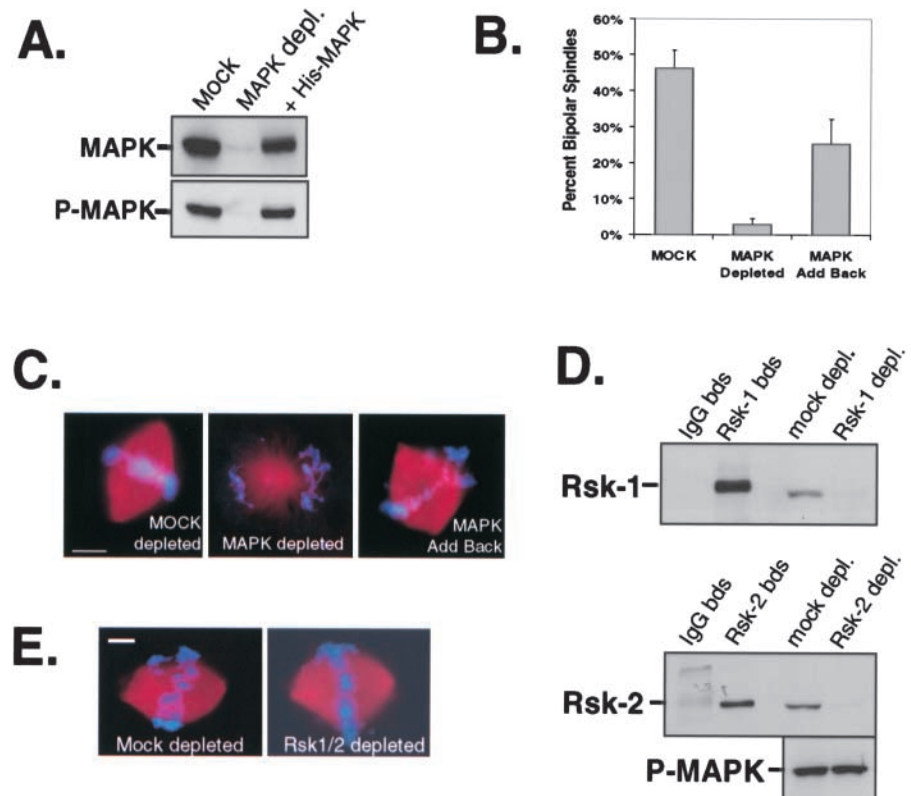 A.
Mock
MAPK depl.
+ His-MAPK
MAPK
P-MAPK
B.
Percent Bipolar Spindles
60%
50%
40%
30%
20%
10%
0%
MOCK
MAPK
Depleted
MAPK
Add Back
C.
MOCK
depleted
MAPK depleted
MAPK
Add Back
D.
IgG bds
Rsk-1 bds
mock depl.
Rsk-1 depl.
Rsk-1
IgG bds
Rsk-2 bds
mock depl.
Rsk-2 depl.
Rsk-2
P-MAPK
E.
Mock depleted
Rsk1/2 depleted